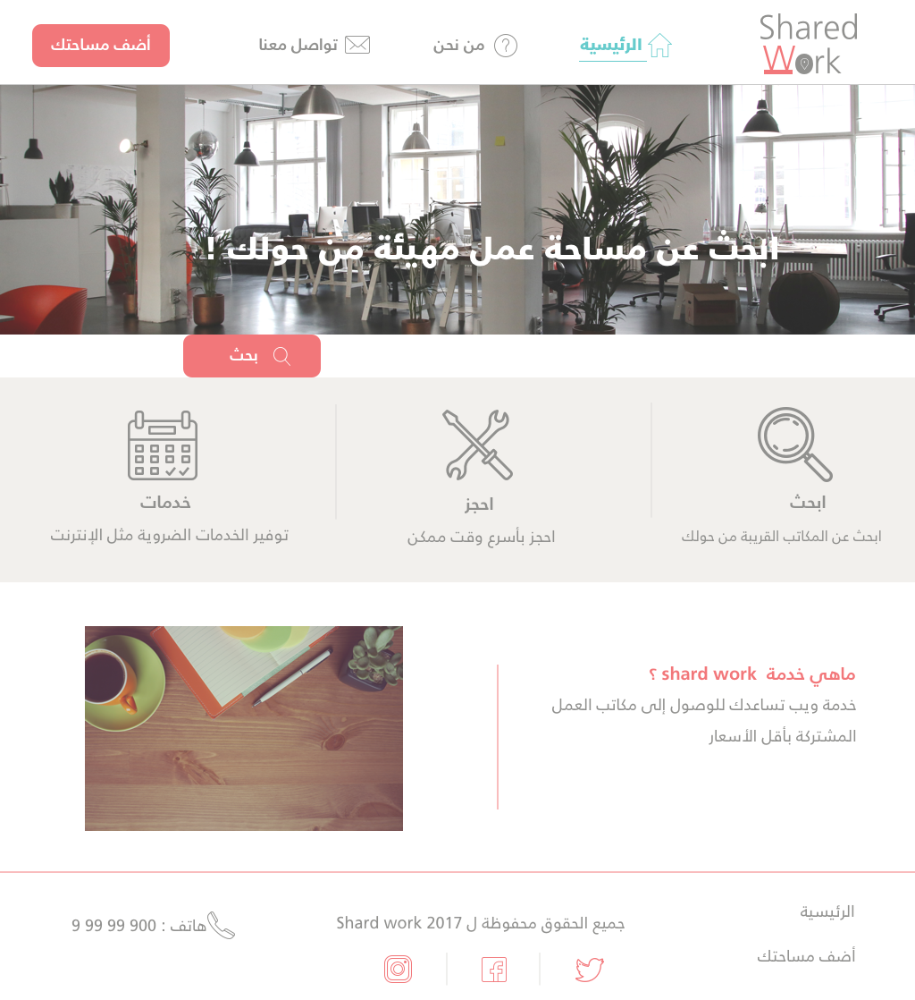 Shared
Work
الرئيسية
من نحن
تواصل معنا
أضف مساحتك
ابحث عن مساحة عمل مهيئة من حولك !
بحث
ابحث
ابحث عن المكاتب القريبة من حولك
احجز
احجز بأسرع وقت ممكن
خدمات
توفير الخدمات الضروية مثل الإنترنت
ماهي خدمة shard work ؟
خدمة ويب تساعدك للوصول إلى مكاتب العمل
المشتركة بأقل الأسعار
الرئيسية
أضف مساحتك
جميع الحقوق محفوظة ل Shard work 2017
هاتف : 900 99 99 9